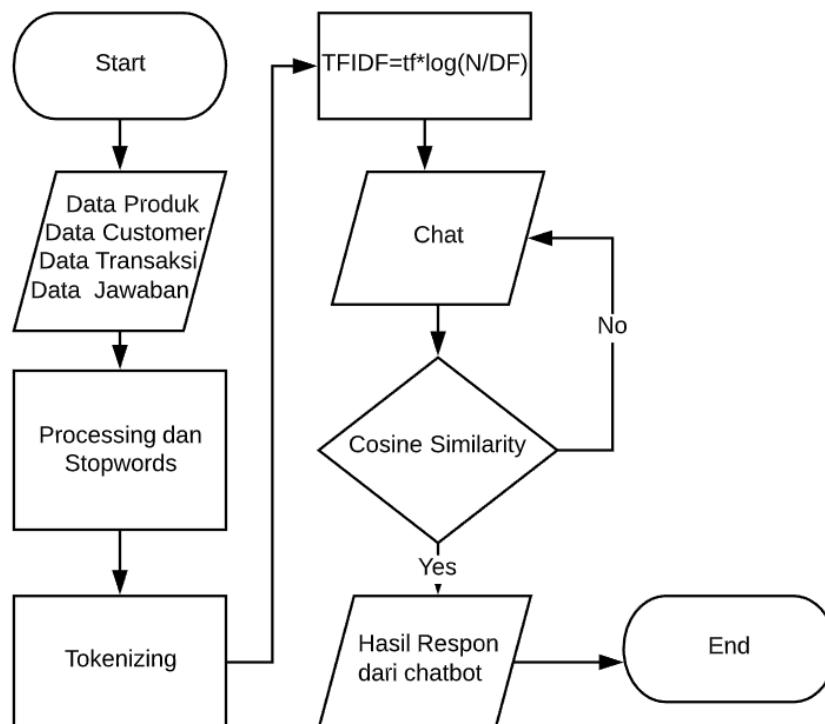 Start
Data Produk
Data Customer
Data Transaksi
Data Jawaban
Processing dan
Stopwords
Tokenizing
TFIDF=tf*log(N/DF)
Chat
No
Cosine Similarity
Yes
Hasil Respon
dari chatbot
End